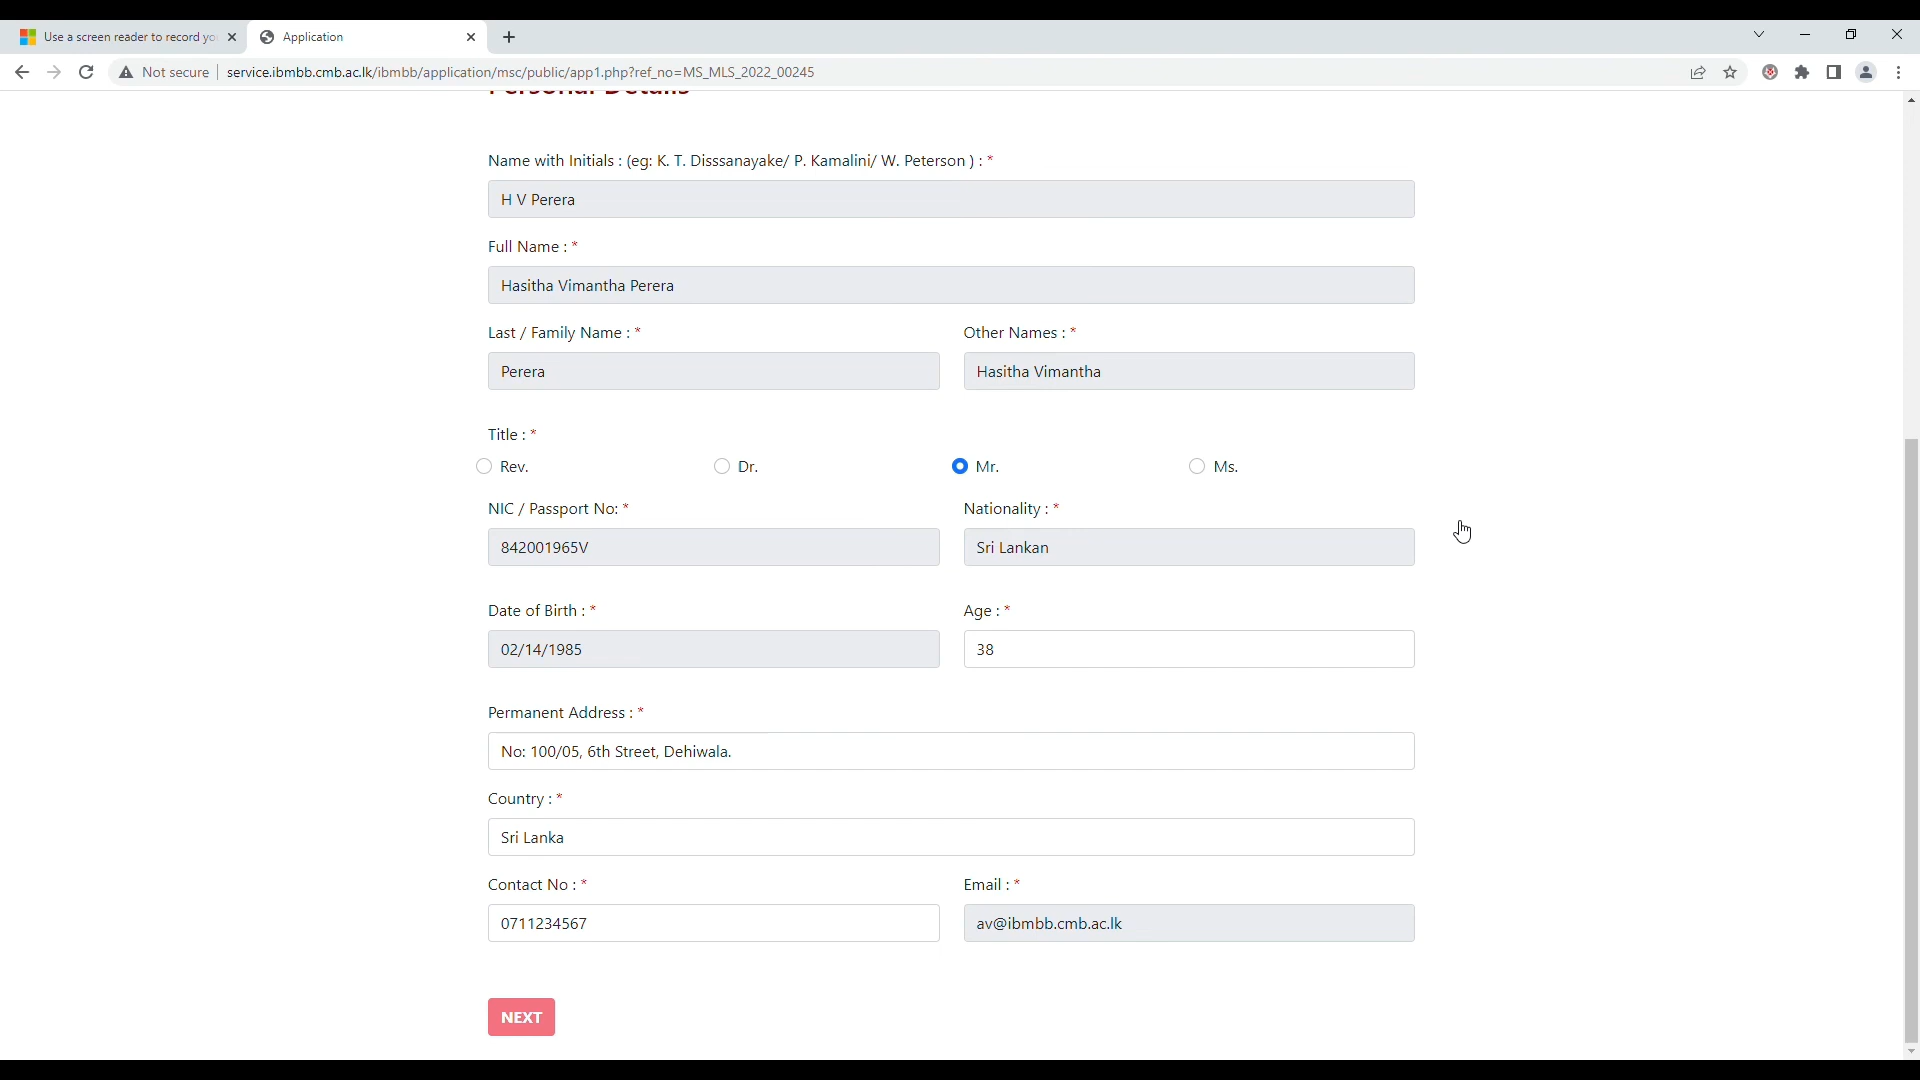 Use a screen reader to record yo
Application
Not secure
service.ibmbb.cmb.ac.lk/ibmbb/application/msc/public/app1.php?ref_no=MS_MLS_2022_00245
Personal Details
Name with Initials : (eg: K. T. Disssanayake/ P. Kamalini/ W. Peterson ) : *
H V Perera
Full Name : *
Hasitha Vimantha Perera
Last / Family Name : *
Other Names : *
Perera
Hasitha Vimantha
Title : *
Rev.
Dr.
Mr.
Ms.
NIC / Passport No: *
Nationality : *
842001965V
Sri Lankan
Date of Birth : *
Age : *
02/14/1985
38
Permanent Address : *
No: 100/05, 6th Street, Dehiwala.
Country : *
Sri Lanka
Contact No : *
Email : *
0711234567
av@ibmbb.cmb.ac.lk
NEXT